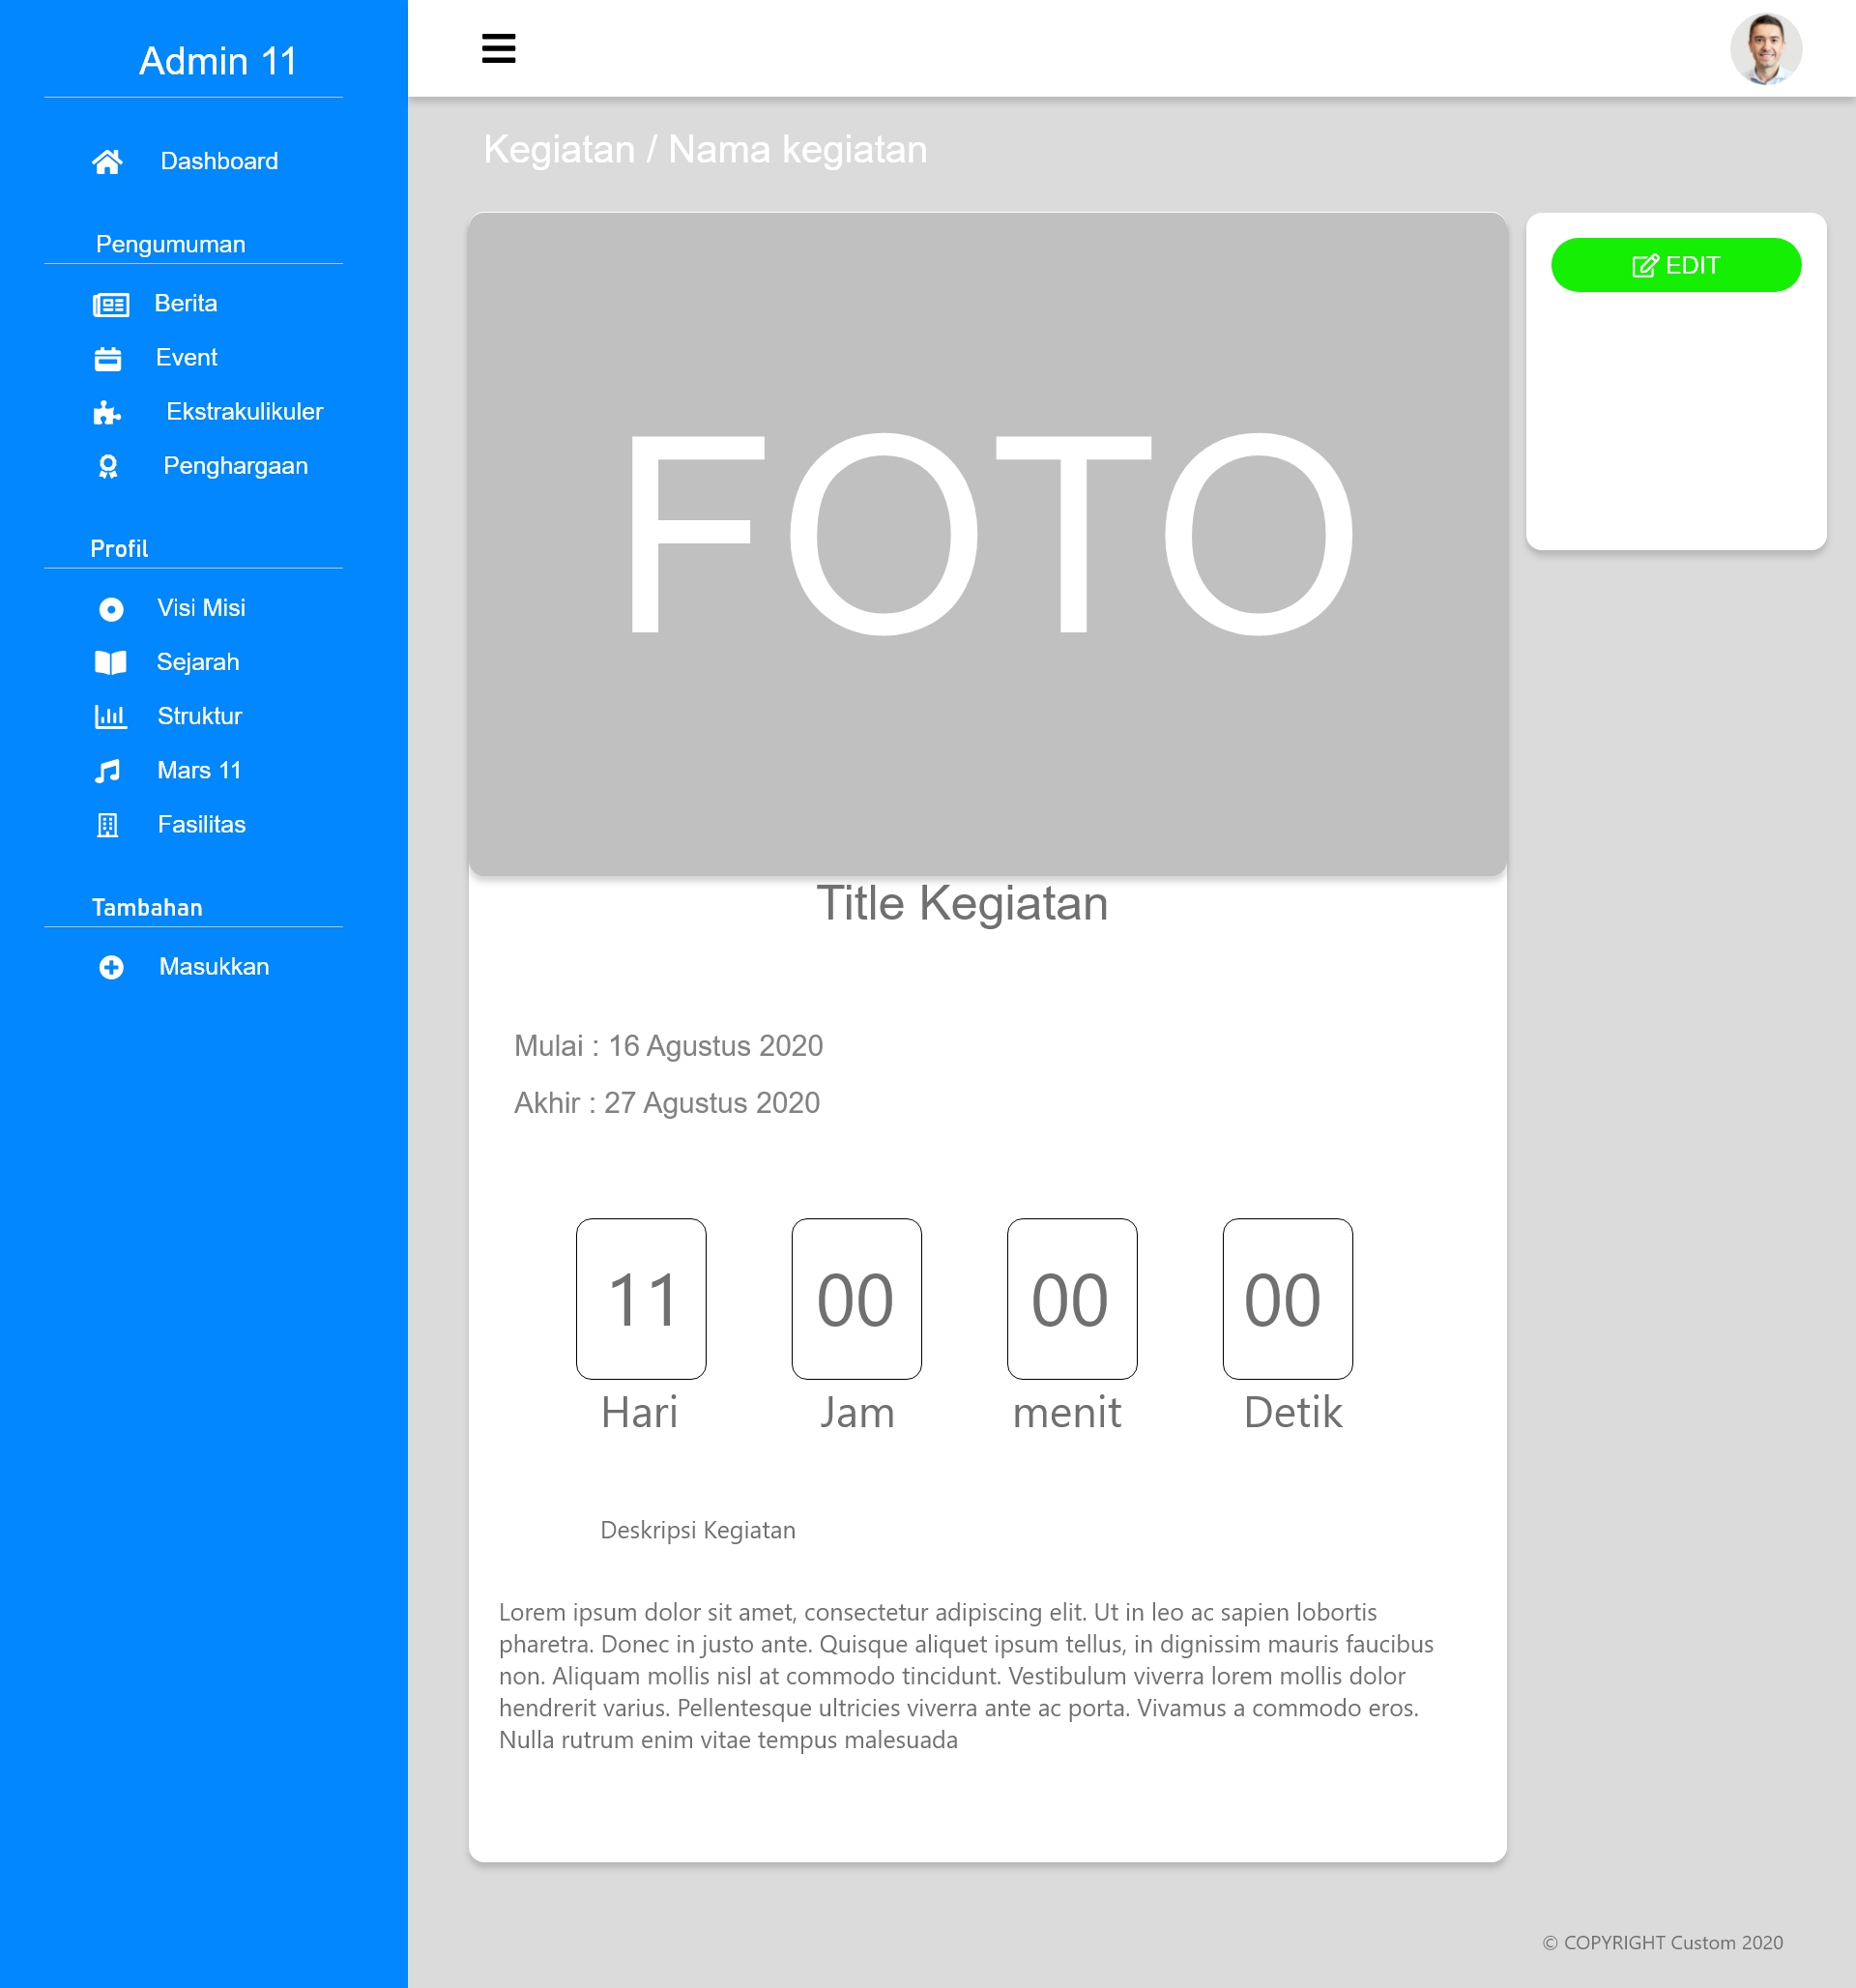 Admin 11
Dashboard
Pengumuman
Berita
Event
Ekstrakulikuler
Penghargaan
Profil
Visi Misi
Sejarah
Struktur
Mars 11
Fasilitas
Tambahan
Masukkan
Kegiatan / Nama kegiatan
FOTO
EDIT
Title Kegiatan
Mulai : 16 Agustus 2020
Akhir : 27 Agustus 2020
11 00 00 00
Hari Jam menit Detik
Deskripsi Kegiatan
Lorem ipsum dolor sit amet, consectetur adipiscing elit. Ut in leo ac sapien lobortis
pharetra. Donec in justo ante. Quisque aliquet ipsum tellus, in dignissim mauris faucibus
non. Aliquam mollis nisl at commodo tincidunt. Vestibulum viverra lorem mollis dolor
hendrerit varius. Pellentesque ultricies viverra ante ac porta. Vivamus a commodo eros.
Nulla rutrum enim vitae tempus malesuada
© COPYRIGHT Custom 2020